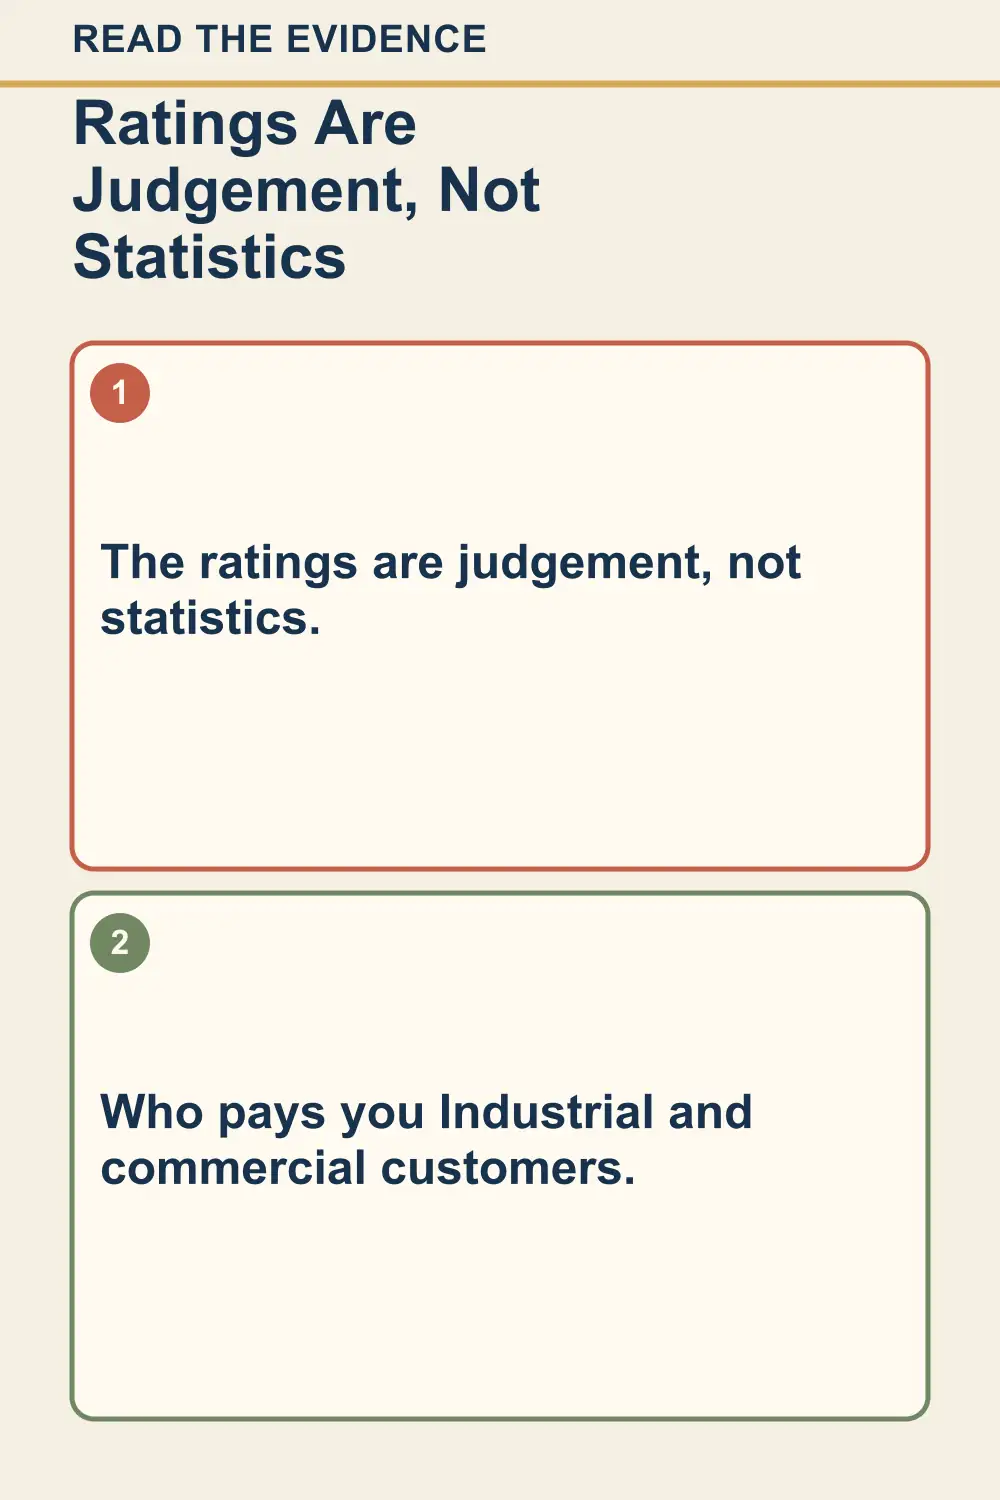 READ THE EVIDENCE
Ratings Are
Judgement, Not
Statistics
1
The ratings are judgement, not
statistics.
2
Who pays you Industrial and
commercial customers.